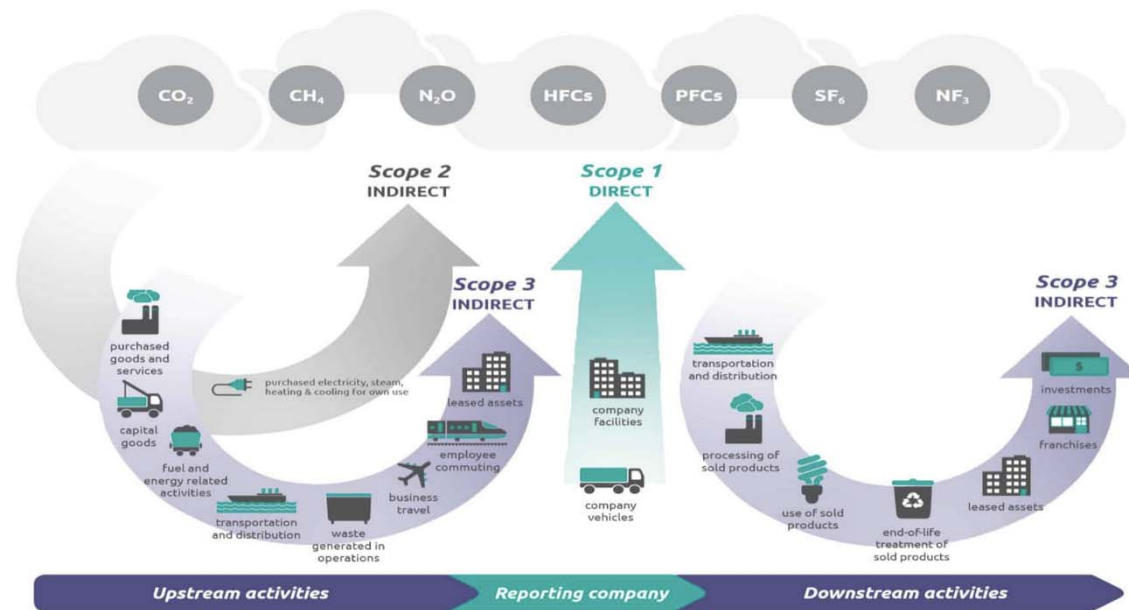 CO₂
CH₄
N₂O
HFCs
PFCs
SF₆
NF₃
Scope 2
INDIRECT
Scope 1
DIRECT
Scope 3
INDIRECT
Scope 3
INDIRECT
purchased
goods and
services
capital
goods
fuel and
energy related
activities
purchased electricity, steam,
heating & cooling for own use
transportation
and distribution
waste
generated in
operations
business
travel
employee
commuting
leased assets
company
facilities
company
vehicles
transportation
and distribution
processing of
sold products
use of sold
products
end-of-life
treatment of
sold products
leased assets
franchises
$
investments
Upstream activities
Reporting company
Downstream activities